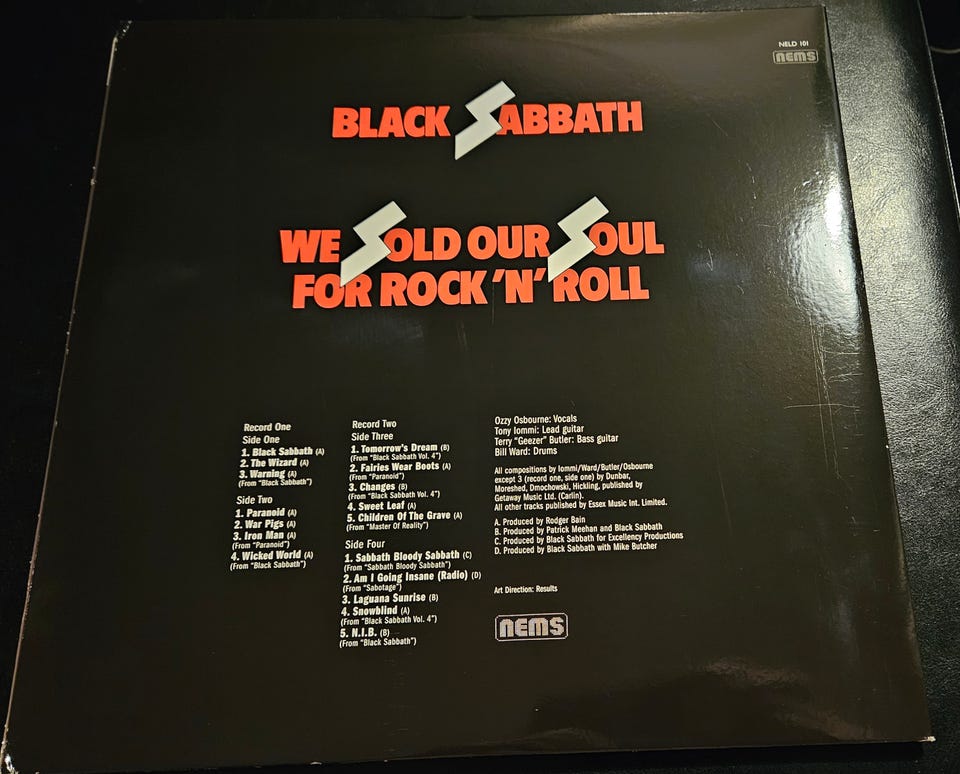 NELD 101
nems
BLACK SABBATH
WE SOLD OUR SOUL
FOR ROCK 'N' ROLL
Record One
Side One
1. Black Sabbath (A)
2. The Wizard (A)
3. Warning (A)
(From "Black Sabbath")
Side Two
1. Paranoid (A)
2. War Pigs (A)
3. Iron Man (A)
(From "Paranoid")
4. Wicked World (A)
(From "Black Sabbath")
Record Two
Side Three
1. Tomorrow's Dream (B)
(From "Black Sabbath Vol. 4")
2. Fairies Wear Boots (A)
(From "Paranoid")
3. Changes (B)
(From "Black Sabbath Vol. 4")
4. Sweet Leaf (A)
5. Children Of The Grave (A)
(From "Master Of Reality")
Side Four
1. Sabbath Bloody Sabbath (C)
(From "Sabbath Bloody Sabbath")
2. Am I Going Insane (Radio) (D)
(From "Sabotage")
3. Laguana Sunrise (B)
4. Snowblind (A)
(From "Black Sabbath Vol. 4")
5. N.I.B. (B)
(From "Black Sabbath")
Ozzy Osbourne: Vocals
Tony Iommi: Lead guitar
Terry "Geezer" Butler: Bass guitar
Bill Ward: Drums
All compositions by Iommi/Ward/Butler/Osbourne
except 3 (record one, side one) by Dunbar,
Moreshed, Dmochowski, Hickling, published by
Getaway Music Ltd. (Carlin).
All other tracks published by Essex Music Int. Limited.
A. Produced by Rodger Bain
B. Produced by Patrick Meehan and Black Sabbath
C. Produced by Black Sabbath for Excellency Productions
D. Produced by Black Sabbath with Mike Butcher
Art Direction: Results
nems